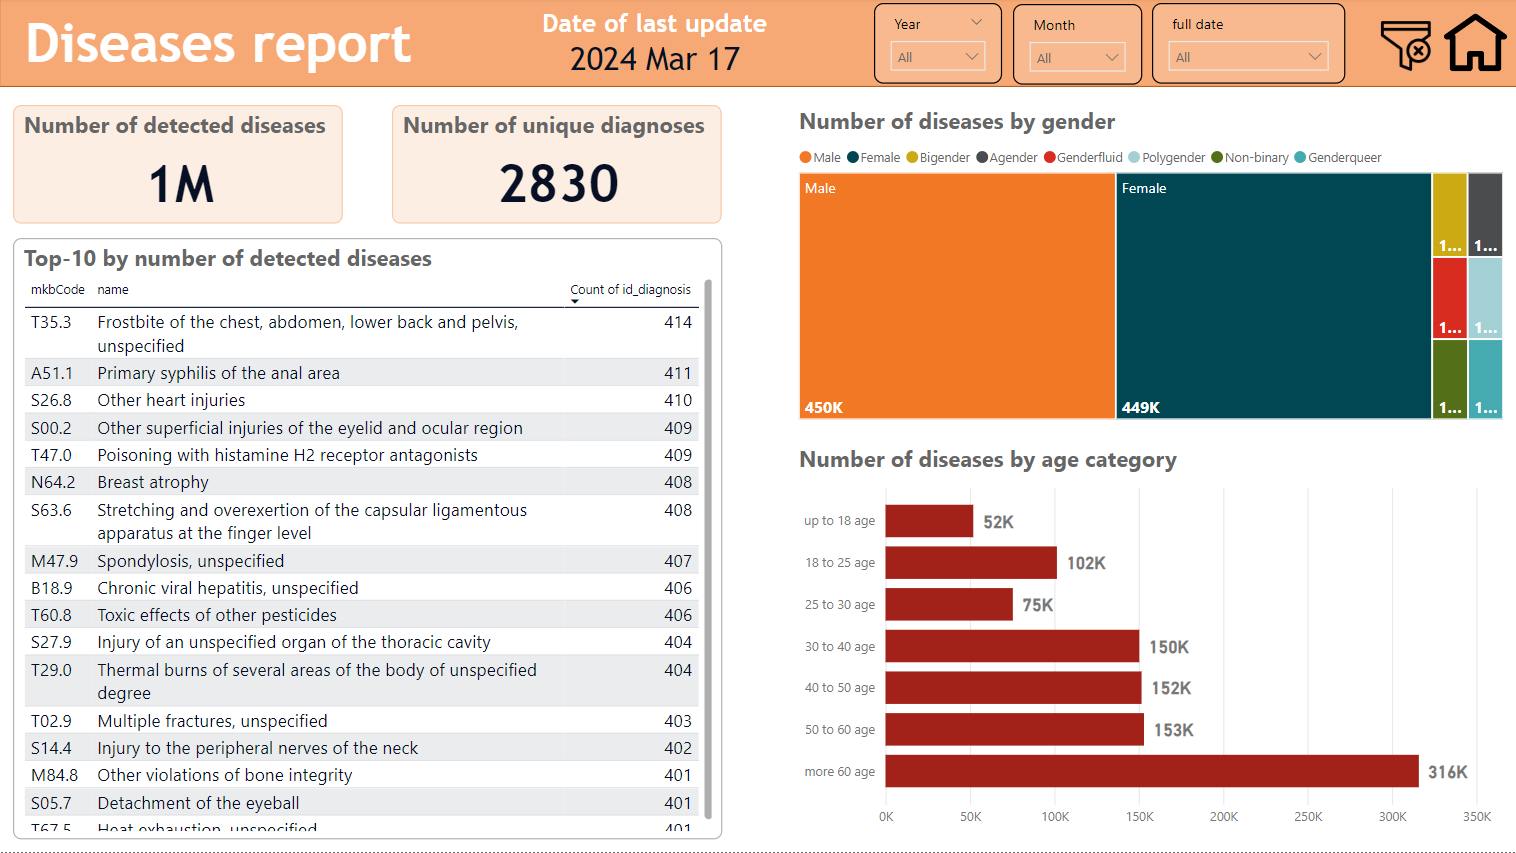 Diseases report
Date of last update
2024 Mar 17
Year
All
Month
All
full date
All
Number of detected diseases
1M
Number of unique diagnoses
2830
Top-10 by number of detected diseases
mkbCode name Count of id_diagnosis
T35.3 Frostbite of the chest, abdomen, lower back and pelvis, 414
unspecified
A51.1 Primary syphilis of the anal area 411
S26.8 Other heart injuries 410
S00.2 Other superficial injuries of the eyelid and ocular region 409
T47.0 Poisoning with histamine H2 receptor antagonists 409
N64.2 Breast atrophy 408
S63.6 Stretching and overexertion of the capsular ligamentous 408
apparatus at the finger level
M47.9 Spondylosis, unspecified 407
B18.9 Chronic viral hepatitis, unspecified 406
T60.8 Toxic effects of other pesticides 406
S27.9 Injury of an unspecified organ of the thoracic cavity 404
T29.0 Thermal burns of several areas of the body of unspecified 404
degree
T02.9 Multiple fractures, unspecified 403
S14.4 Injury to the peripheral nerves of the neck 402
M84.8 Other violations of bone integrity 401
S05.7 Detachment of the eyeball 401
T67.5 Heat exhaustion, unspecified 401
Number of diseases by gender
Male Female Bigender Agender Genderfluid Polygender Non-binary Genderqueer
Male
450K
Female
449K
1... 1...
1... 1...
1... 1...
Number of diseases by age category
up to 18 age 52K
18 to 25 age 102K
25 to 30 age 75K
30 to 40 age 150K
40 to 50 age 152K
50 to 60 age 153K
more 60 age 316K
0K 50K 100K 150K 200K 250K 300K 350K